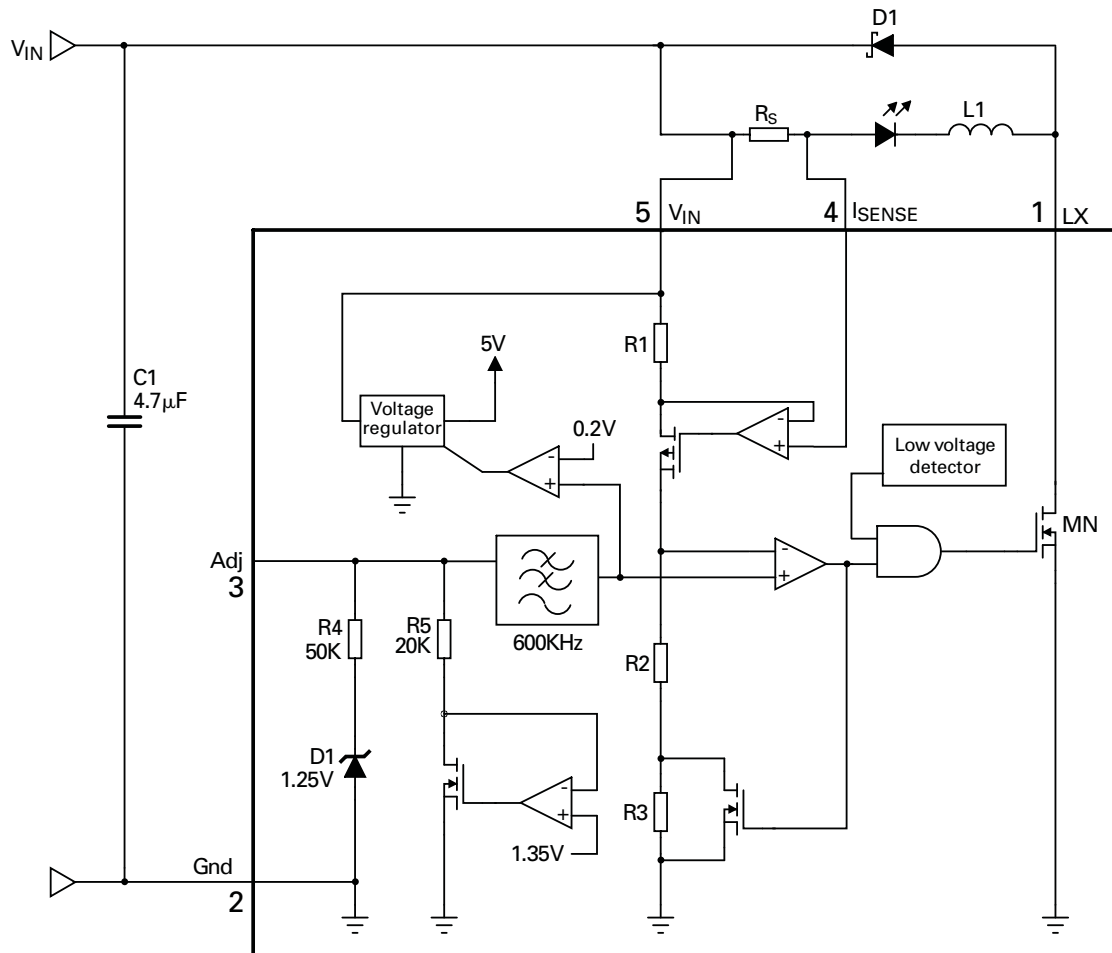 D1
VIN
RS
L1
5 VIN
4 ISENSE
1 LX
R1
5V
C1
4.7µF
Voltage
regulator
0.2V
-
+
-
+
Low voltage
detector
MN
Adj
3
-
+
R4
50K
R5
20K
600KHz
R2
D1
1.25V
-
+
1.35V
R3
Gnd
2